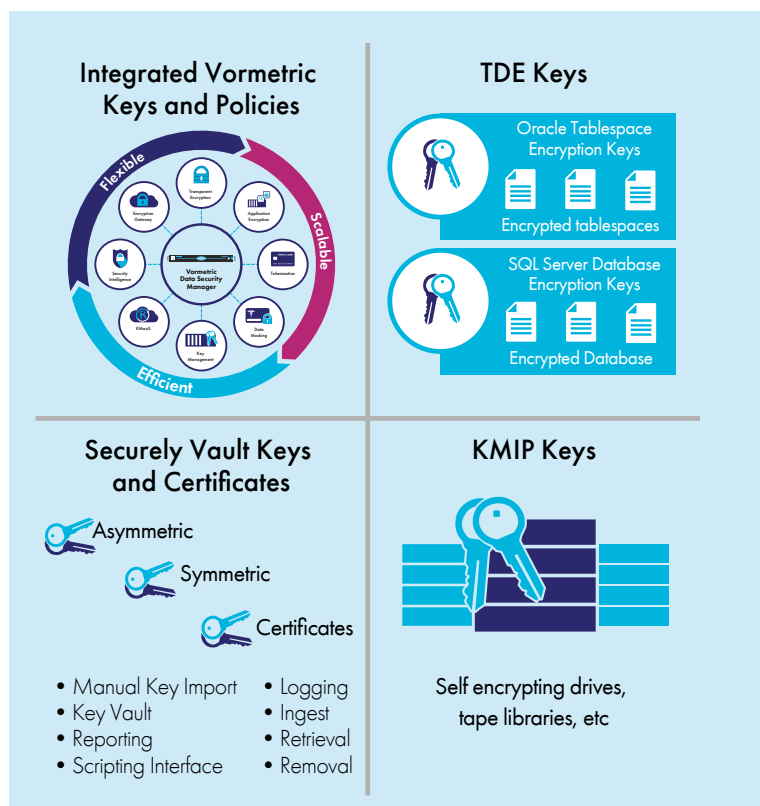 Integrated Vormetric
Keys and Policies
Flexible
Scalable
Efficient
Transparent
Encryption
Application
Encryption
Tokenization
Data
Masking
Key
Management
KMaaS
Security
Intelligence
Encryption
Gateway
Vormetric
Data Security
Manager
TDE Keys
Oracle Tablespace
Encryption Keys
Encrypted tablespaces
SQL Server Database
Encryption Keys
Encrypted Database
Securely Vault Keys
and Certificates
Asymmetric
Symmetric
Certificates
• Manual Key Import
• Key Vault
• Reporting
• Scripting Interface
• Logging
• Ingest
• Retrieval
• Removal
KMIP Keys
Self encrypting drives,
tape libraries, etc